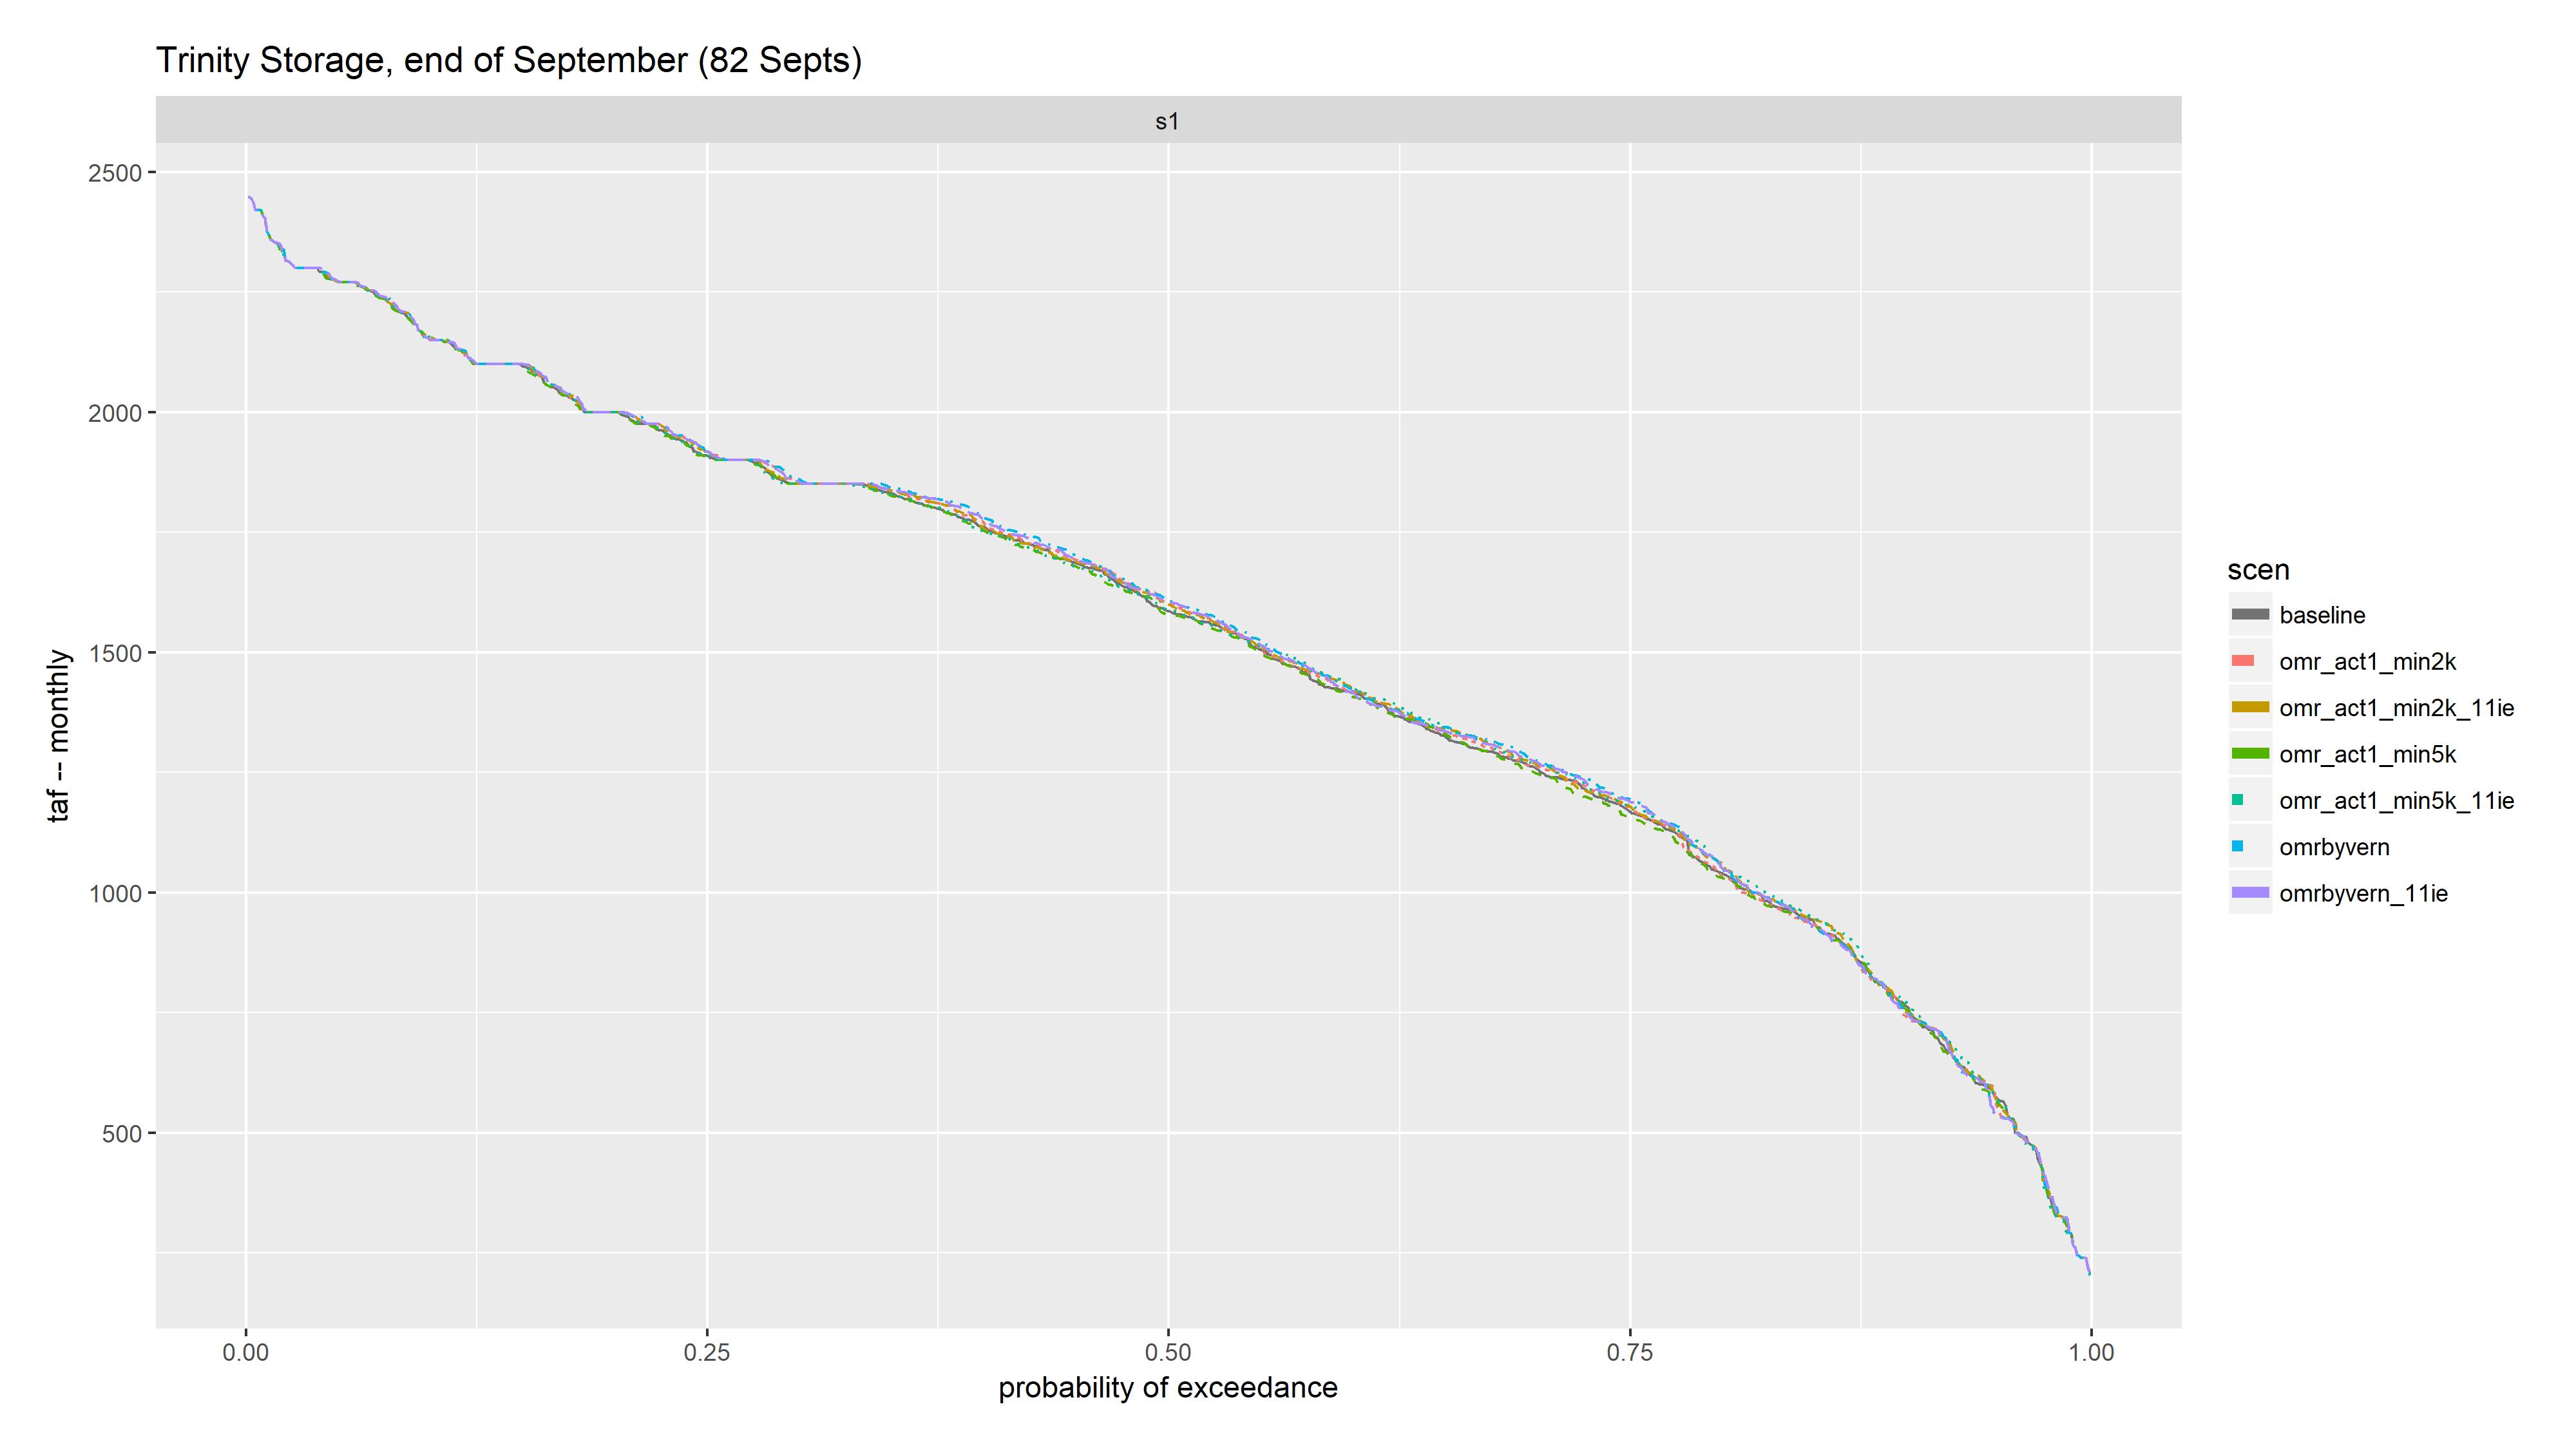 Trinity Storage, end of September (82 Septs)
s1
2500
2000
1500
1000
500
taf -- monthly
0.00 0.25 0.50 0.75 1.00
probability of exceedance
scen
baseline
omr_act1_min2k
omr_act1_min2k_11ie
omr_act1_min5k
omr_act1_min5k_11ie
omrbyvern
omrbyvern_11ie